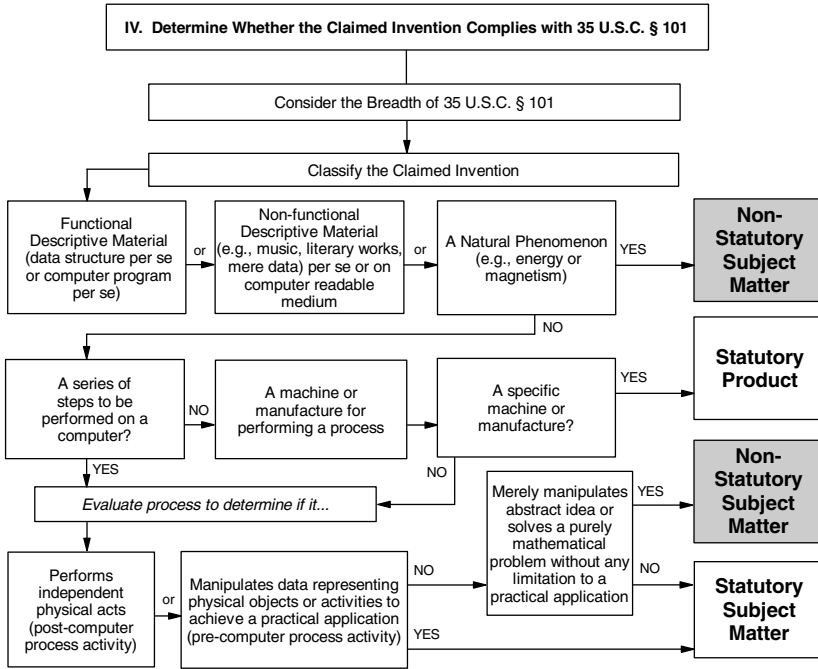 IV. Determine Whether the Claimed Invention Complies with 35 U.S.C. § 101
Consider the Breadth of 35 U.S.C. § 101
Classify the Claimed Invention
Functional
Descriptive Material
(data structure per se
or computer program
per se)
or
Non-functional
Descriptive Material
(e.g., music, literary works,
mere data) per se or on
computer readable
medium
or
A Natural Phenomenon
(e.g., energy or
magnetism)
YES
Non-
Statutory
Subject
Matter
NO
A series of
steps to be
performed on a
computer?
NO
A machine or
manufacture for
performing a process
A specific
machine or
manufacture?
YES
Statutory
Product
YES
NO
Evaluate process to determine if it...
Merely manipulates
abstract idea or
solves a purely
mathematical
problem without any
limitation to a
practical application
YES
Non-
Statutory
Subject
Matter
Performs
independent
physical acts
(post-computer
process activity)
or
Manipulates data representing
physical objects or activities to
achieve a practical application
(pre-computer process activity)
NO
YES
NO
Statutory
Subject
Matter